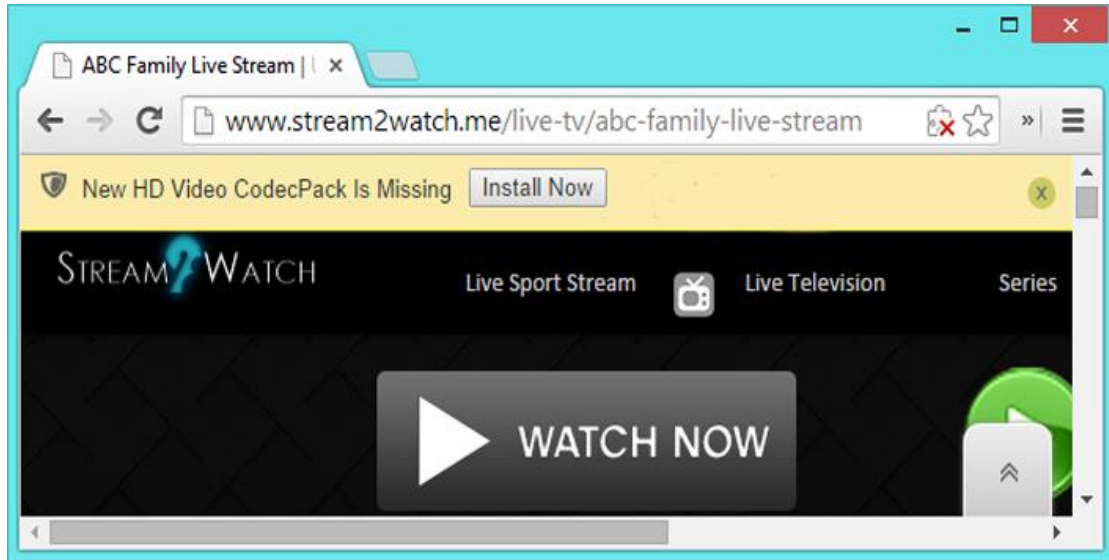 ABC Family Live Stream |
www.stream2watch.me/live-tv/abc-family-live-stream
New HD Video CodecPack Is Missing Install Now x
STREAM2WATCH Live Sport Stream Live Television Series
WATCH NOW